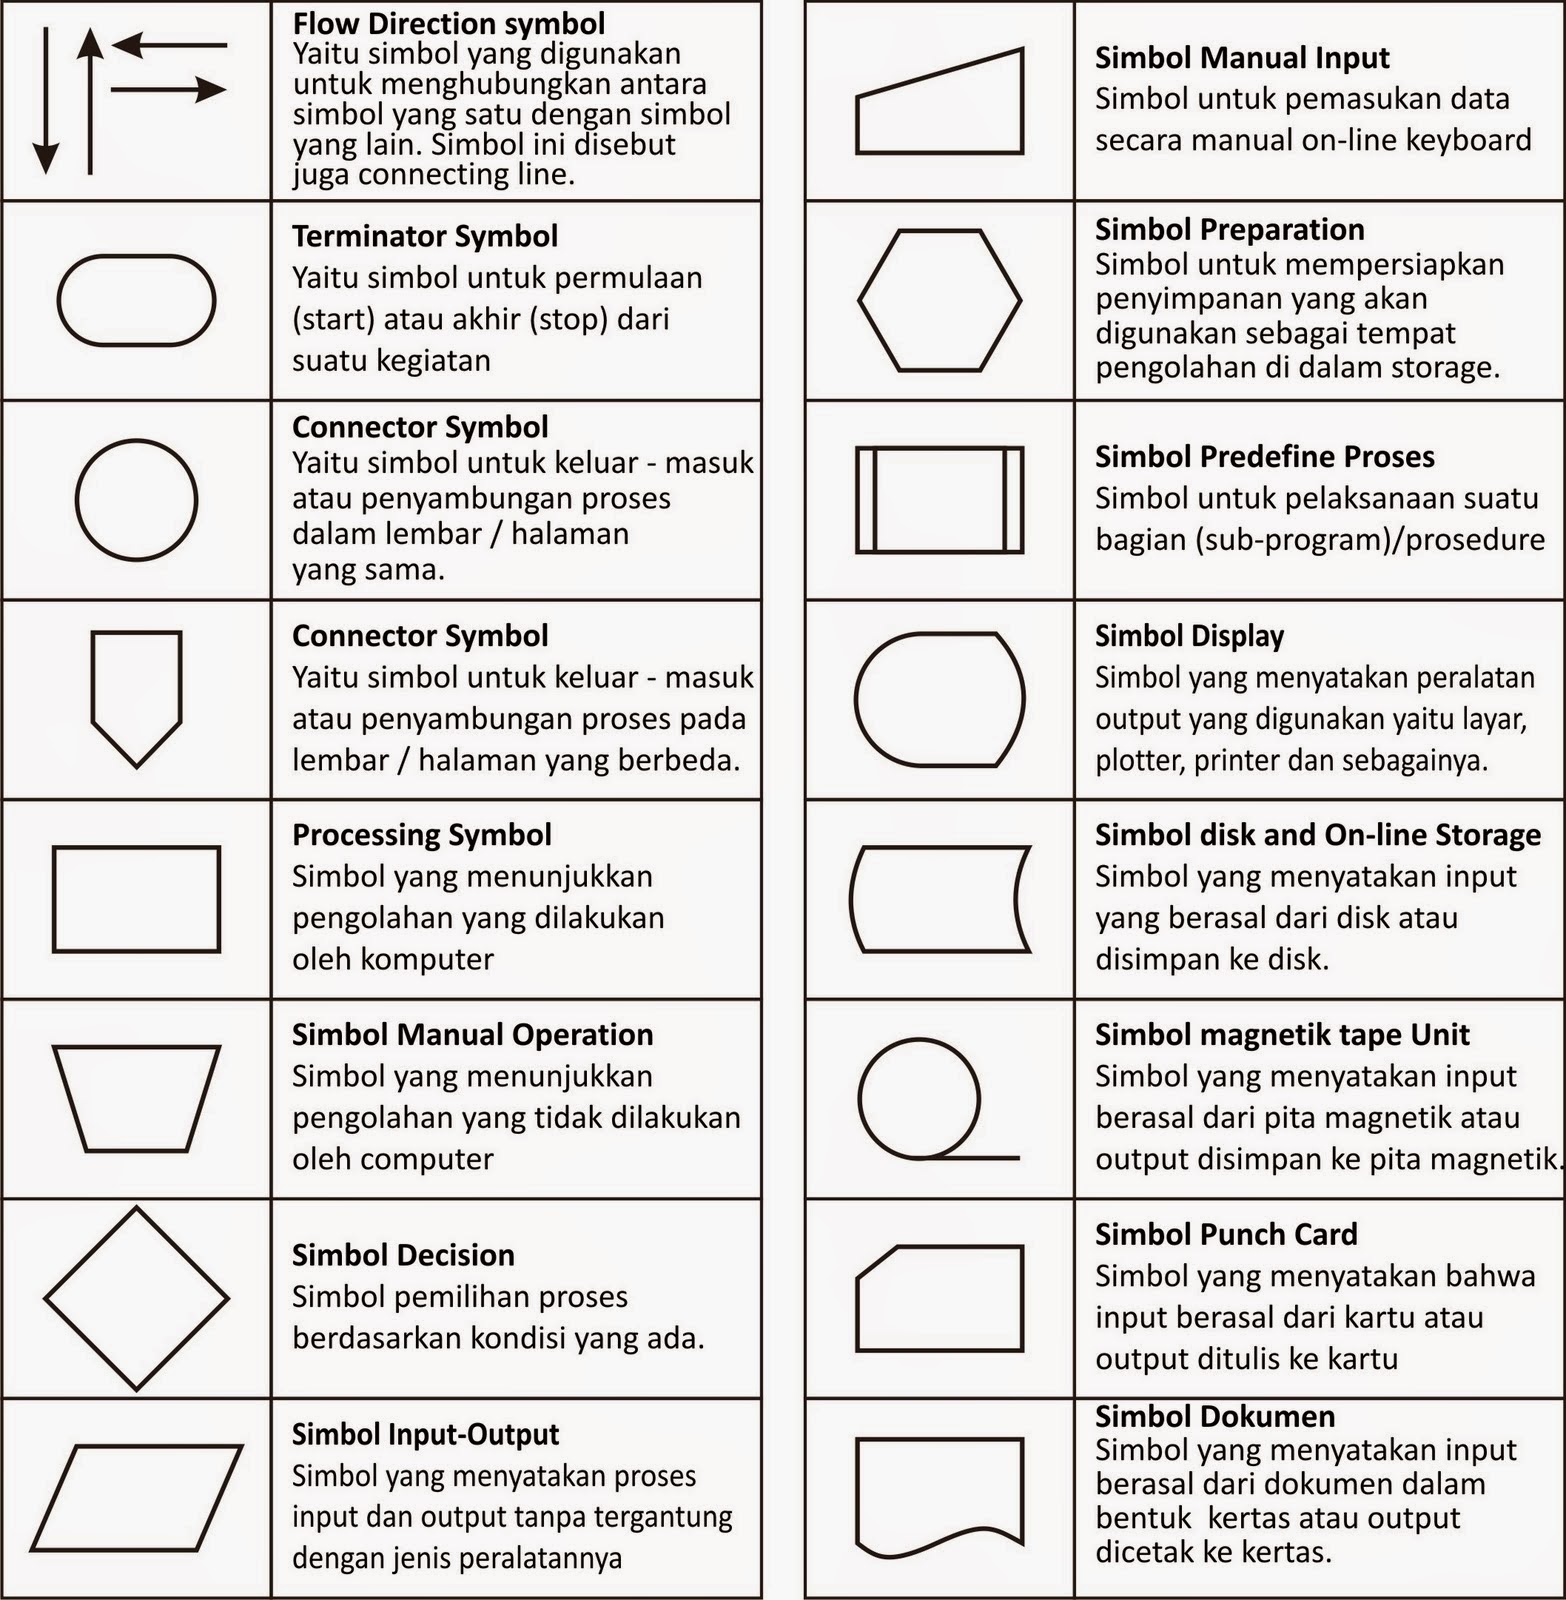 Flow Direction symbol
Yaitu simbol yang digunakan
untuk menghubungkan antara
simbol yang satu dengan simbol
yang lain. Simbol ini disebut
juga connecting line.
Terminator Symbol
Yaitu simbol untuk permulaan
(start) atau akhir (stop) dari
suatu kegiatan
Connector Symbol
Yaitu simbol untuk keluar - masuk
atau penyambungan proses
dalam lembar / halaman
yang sama.
Connector Symbol
Yaitu simbol untuk keluar - masuk
atau penyambungan proses pada
lembar / halaman yang berbeda.
Processing Symbol
Simbol yang menunjukkan
pengolahan yang dilakukan
oleh komputer
Simbol Manual Operation
Simbol yang menunjukkan
pengolahan yang tidak dilakukan
oleh computer
Simbol Decision
Simbol pemilihan proses
berdasarkan kondisi yang ada.
Simbol Input-Output
Simbol yang menyatakan proses
input dan output tanpa tergantung
dengan jenis peralatannya
Simbol Manual Input
Simbol untuk pemasukan data
secara manual on-line keyboard
Simbol Preparation
Simbol untuk mempersiapkan
penyimpanan yang akan
digunakan sebagai tempat
pengolahan di dalam storage.
Simbol Predefine Proses
Simbol untuk pelaksanaan suatu
bagian (sub-program)/prosedure
Simbol Display
Simbol yang menyatakan peralatan
output yang digunakan yaitu layar,
plotter, printer dan sebagainya.
Simbol disk and On-line Storage
Simbol yang menyatakan input
yang berasal dari disk atau
disimpan ke disk.
Simbol magnetik tape Unit
Simbol yang menyatakan input
berasal dari pita magnetik atau
output disimpan ke pita magnetik.
Simbol Punch Card
Simbol yang menyatakan bahwa
input berasal dari kartu atau
output ditulis ke kartu
Simbol Dokumen
Simbol yang menyatakan input
berasal dari dokumen dalam
bentuk  kertas atau output
dicetak ke kertas.